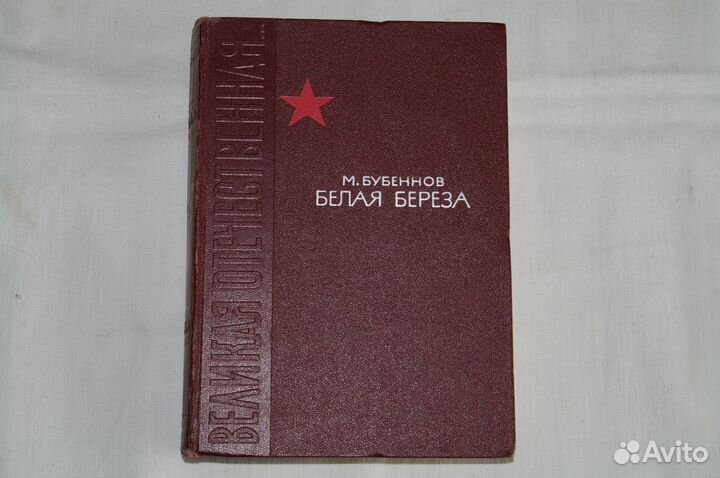 ВЕЛИКАЯ ОТЕЧЕСТВЕННАЯ...
М. БУБЕННОВ
БЕЛАЯ БЕРЕЗА
Avito